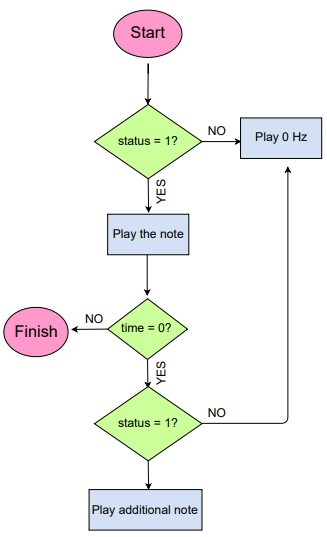 Start
status = 1?
NO
Play 0 Hz
YES
Play the note
time = 0?
NO
Finish
YES
status = 1?
NO
Play additional note